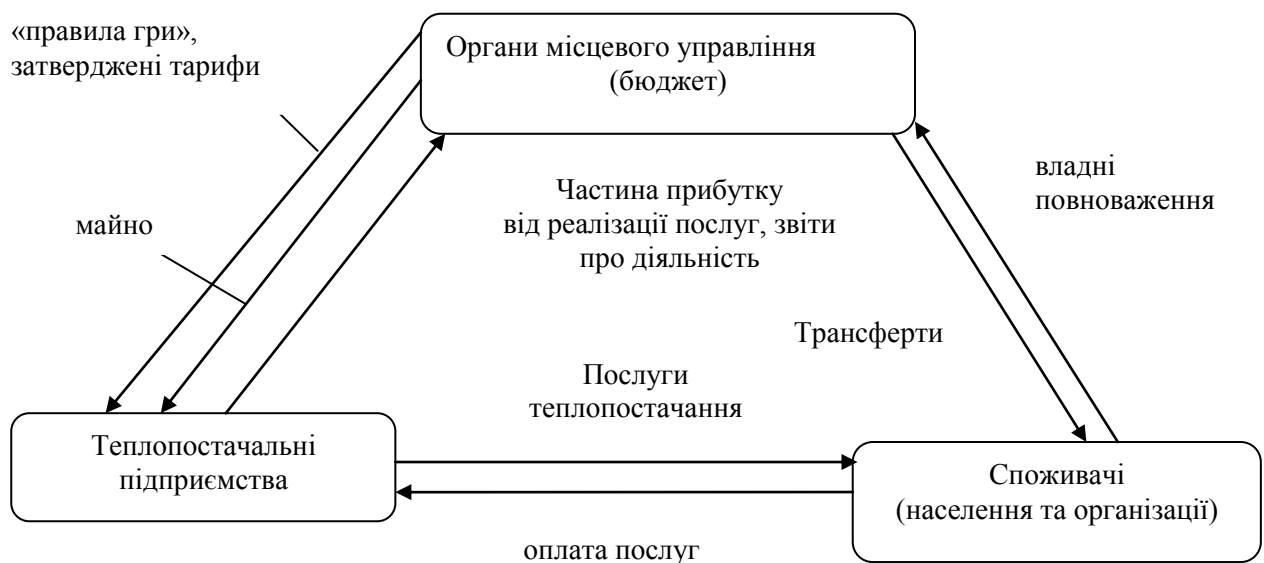 «правила гри»,
затверджені тарифи
Органи місцевого управління
(бюджет)
владні
повноваження
Частина прибутку
від реалізації послуг, звіти
про діяльність
майно
Трансферти
Послуги
теплопостачання
Теплопостачальні
підприємства
Споживачі
(населення та організації)
оплата послуг